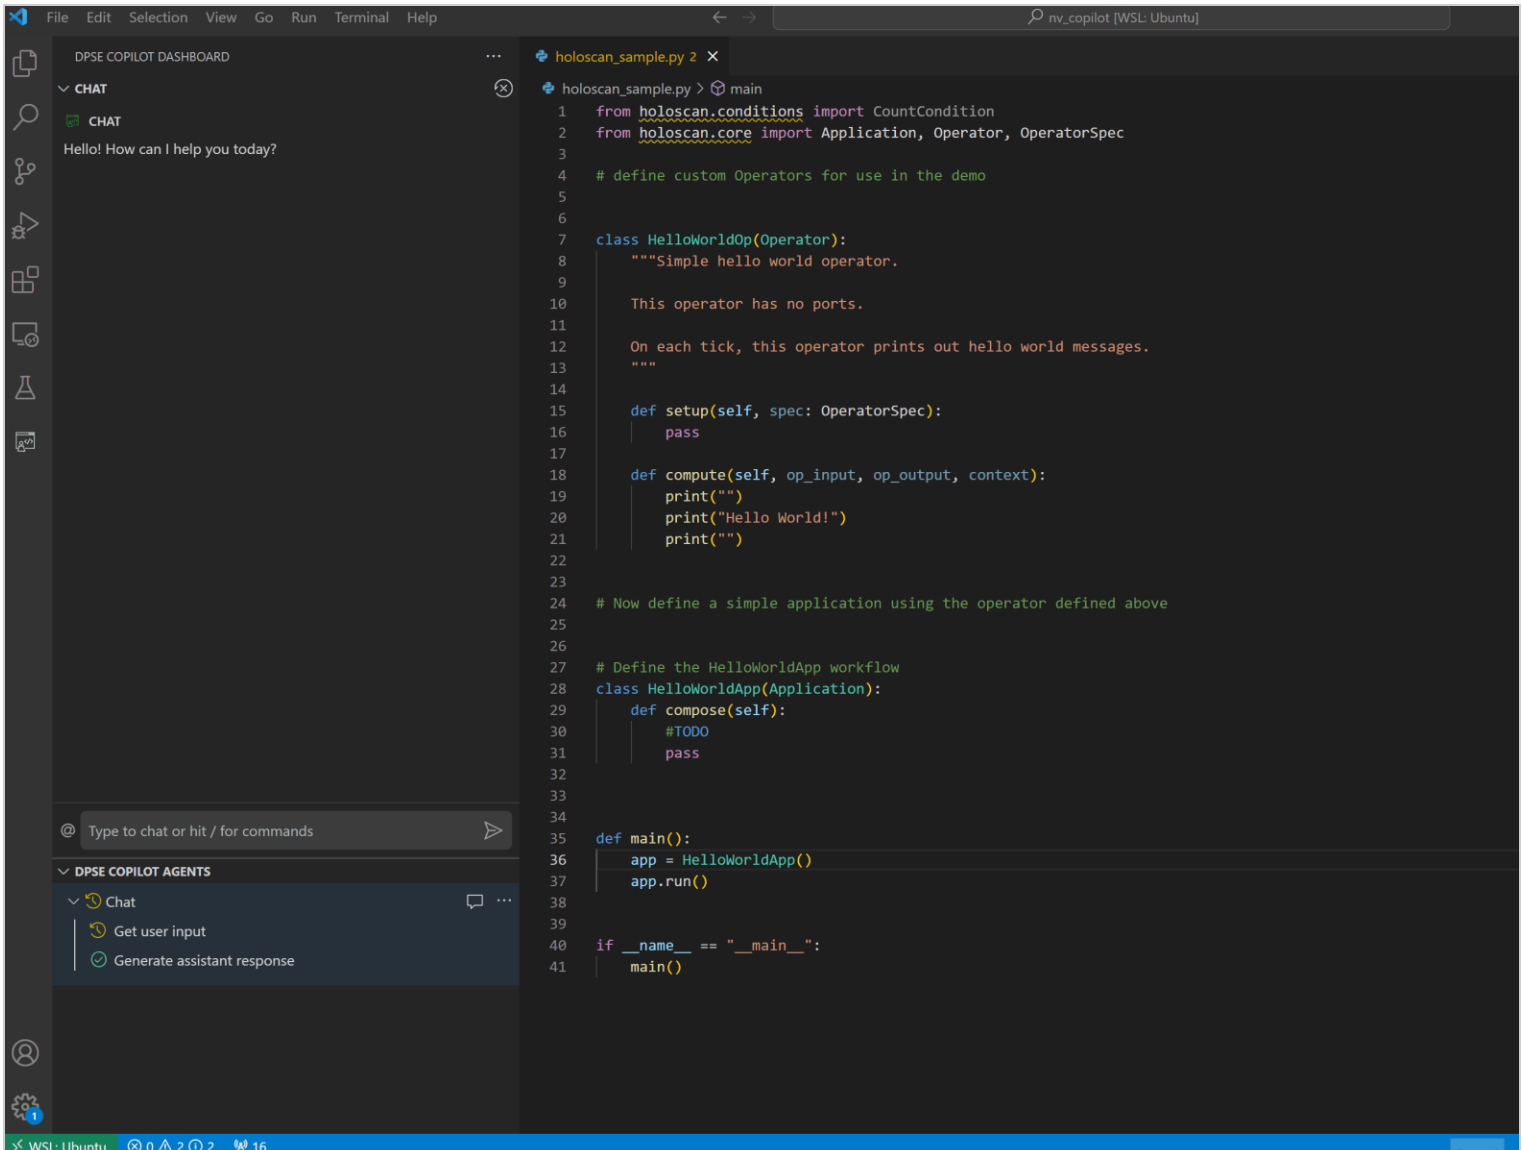 File Edit Selection View Go Run Terminal Help
nv_copilot [WSL: Ubuntu]
DPSE COPILOT DASHBOARD
CHAT
CHAT
Hello! How can I help you today?
@ Type to chat or hit / for commands
DPSE COPILOT AGENTS
Chat
Get user input
Generate assistant response
1
holoscan_sample.py 2
holoscan_sample.py > main
1 from holoscan.conditions import CountCondition
2 from holoscan.core import Application, Operator, OperatorSpec
3
4 # define custom Operators for use in the demo
5
6
7 class HelloWorldOp(Operator):
8 """Simple hello world operator.
9
10 This operator has no ports.
11
12 On each tick, this operator prints out hello world messages.
13 """
14
15 def setup(self, spec: OperatorSpec):
16 pass
17
18 def compute(self, op_input, op_output, context):
19 print("")
20 print("Hello World!")
21 print("")
22
23
24 # Now define a simple application using the operator defined above
25
26
27 # Define the HelloWorldApp workflow
28 class HelloWorldApp(Application):
29 def compose(self):
30 #TODO
31 pass
32
33
34
35 def main():
36 app = HelloWorldApp()
37 app.run()
38
39
40 if __name__ == "__main__":
41 main()
WSL: Ubuntu 0 2 2 16